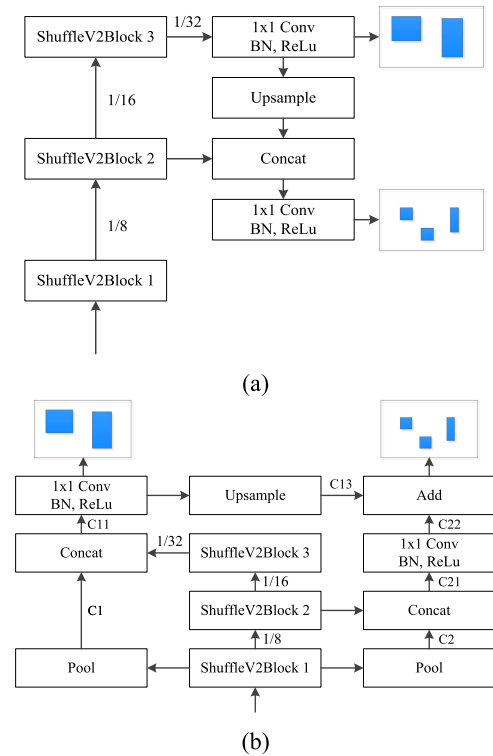 ShuffleV2Block 3
1/32
1x1 Conv
BN, ReLu
1/16
Upsample
ShuffleV2Block 2
Concat
1/8
1x1 Conv
BN, ReLu
ShuffleV2Block 1
(a)
1x1 Conv
BN, ReLu
Upsample
C13
Add
C11
C22
Concat
1/32
ShuffleV2Block 3
1x1 Conv
BN, ReLu
1/16
C21
C1
ShuffleV2Block 2
Concat
1/8
C2
Pool
ShuffleV2Block 1
Pool
(b)